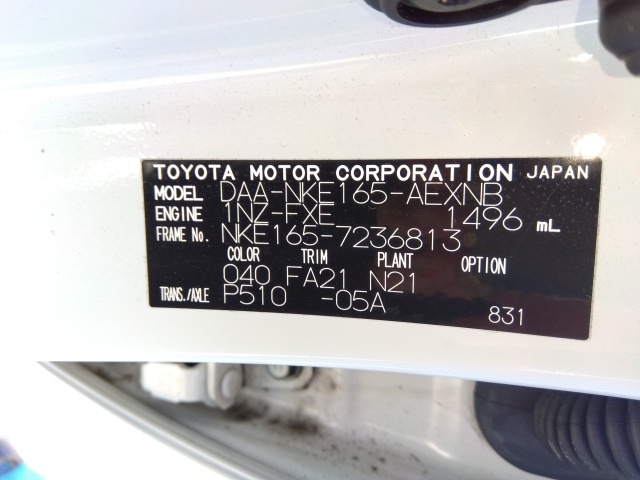 TOYOTA MOTOR CORPORATION JAPAN
MODEL DAA-NKE165-AEXNB
ENGINE 1NZ-FXE 1496 mL
FRAME No. NKE165-7236813
COLOR TRIM PLANT OPTION
040 FA21 N21
TRANS./AXLE P510 -05A
831